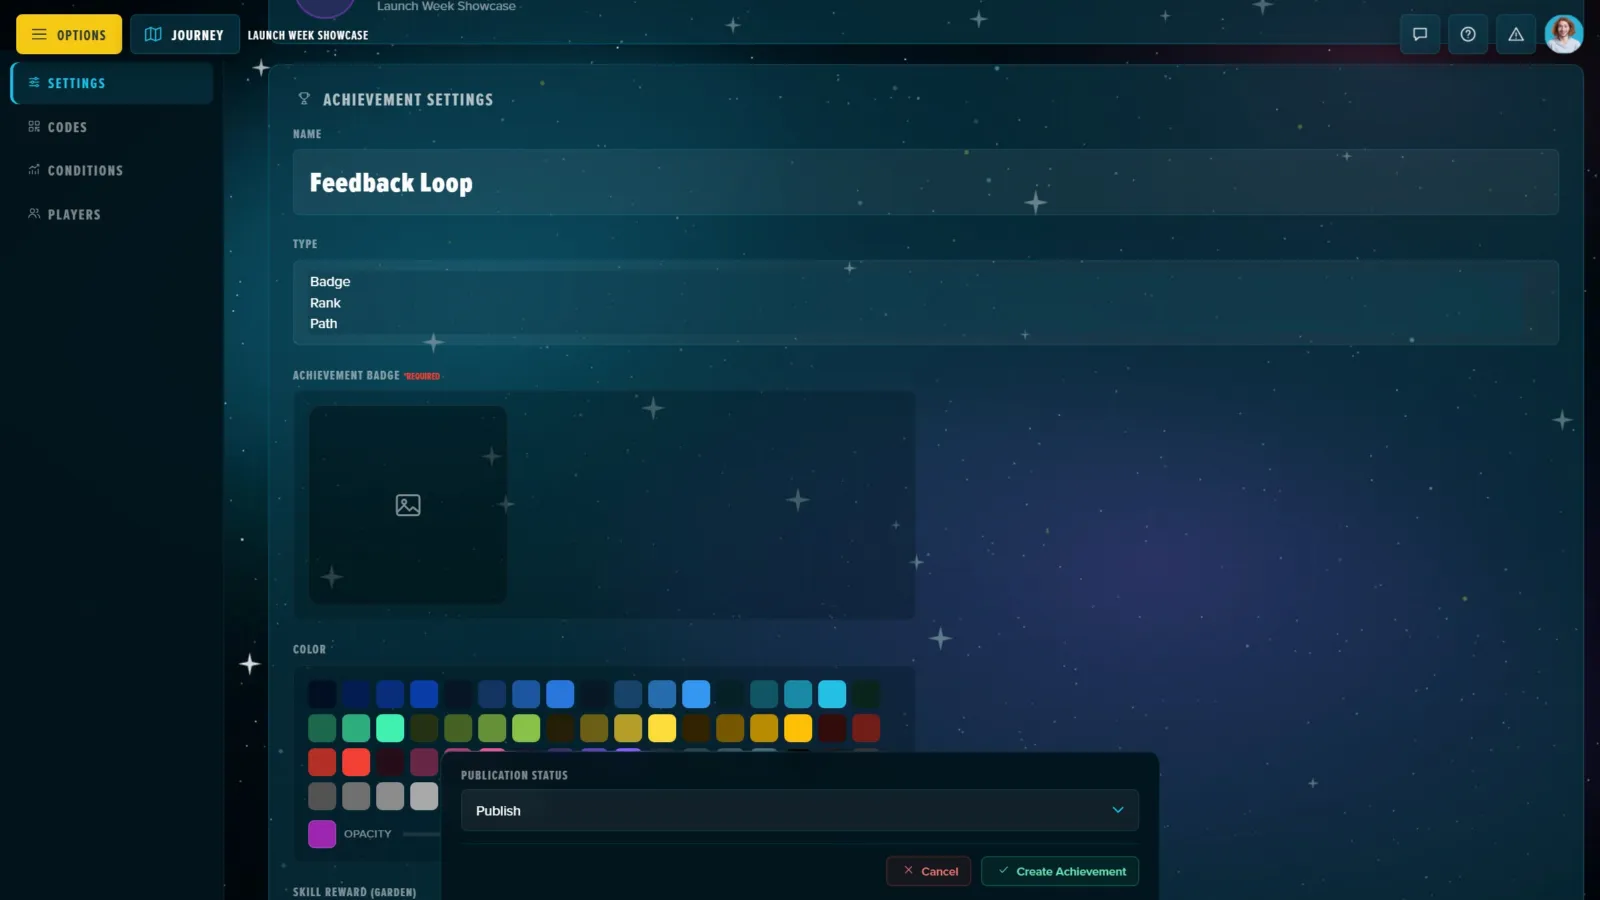 Launch Week Showcase
OPTIONS
JOURNEY
LAUNCH WEEK SHOWCASE
SETTINGS
CODES
CONDITIONS
PLAYERS
ACHIEVEMENT SETTINGS
NAME
Feedback Loop
TYPE
Badge
Rank
Path
ACHIEVEMENT BADGE *REQUIRED
COLOR
OPACITY
PUBLICATION STATUS
Publish
Cancel
Create Achievement
SKILL REWARD (GARDEN)